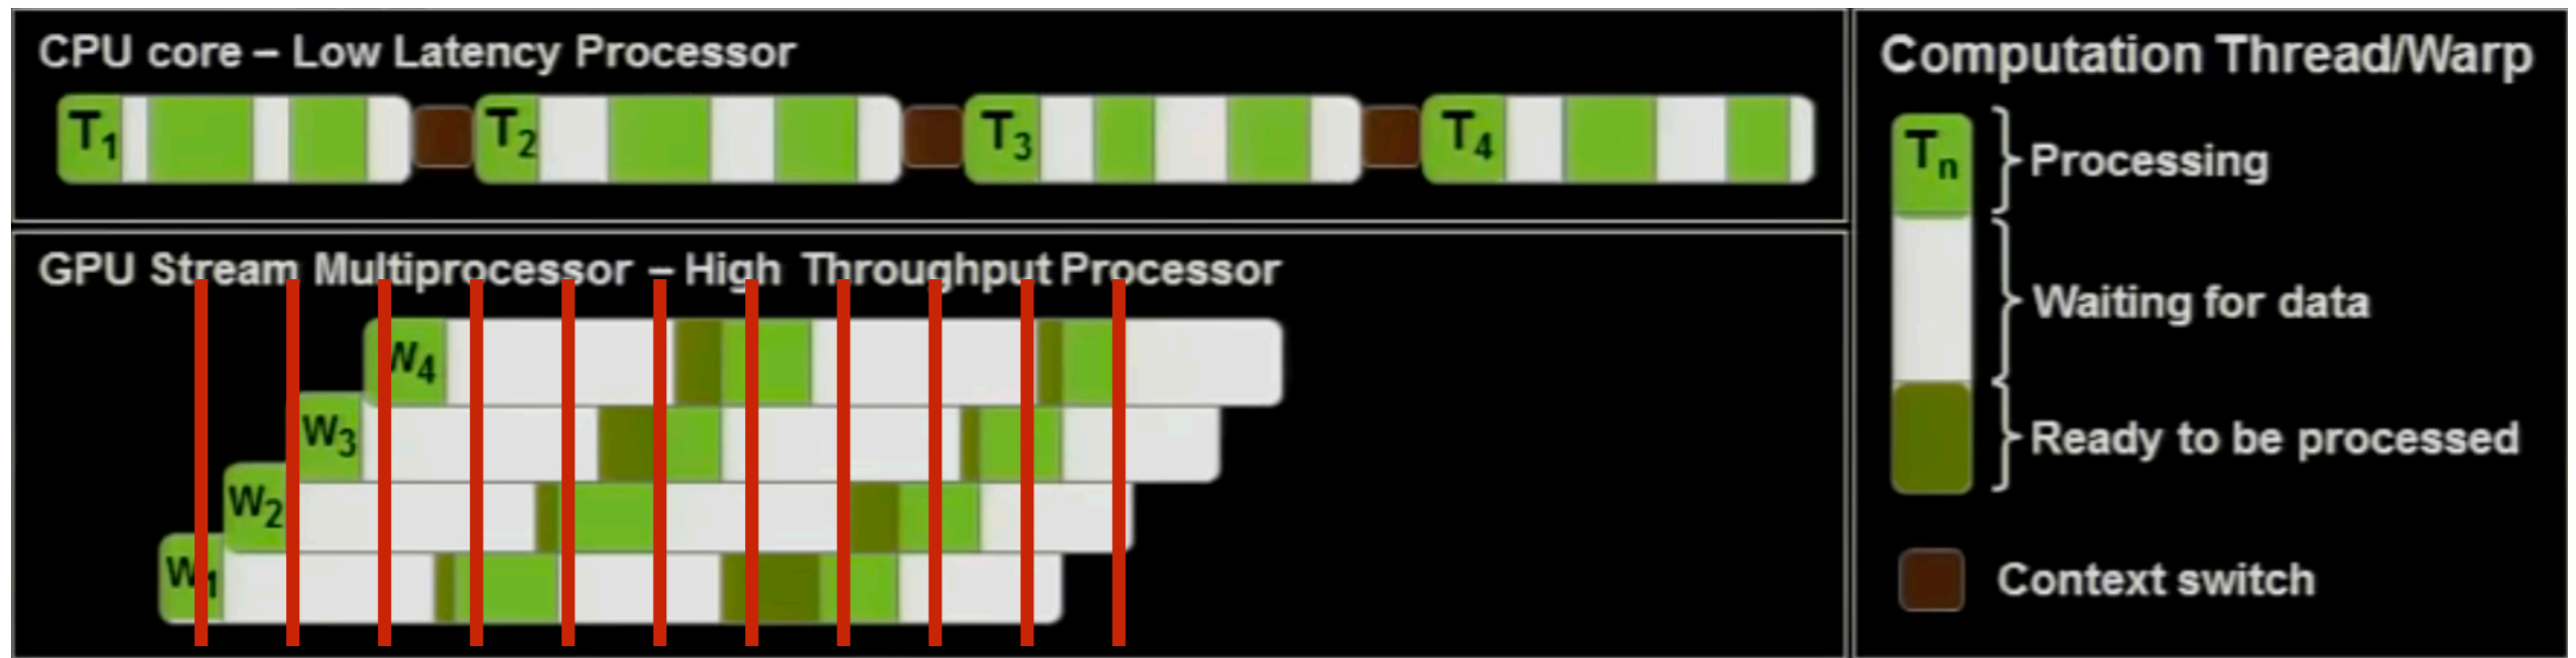 CPU core – Low Latency Processor
T1
T2
T3
T4
GPU Stream Multiprocessor – High Throughput Processor
W4
W3
W2
W1
Computation Thread/Warp
Tn
Processing
Waiting for data
Ready to be processed
Context switch